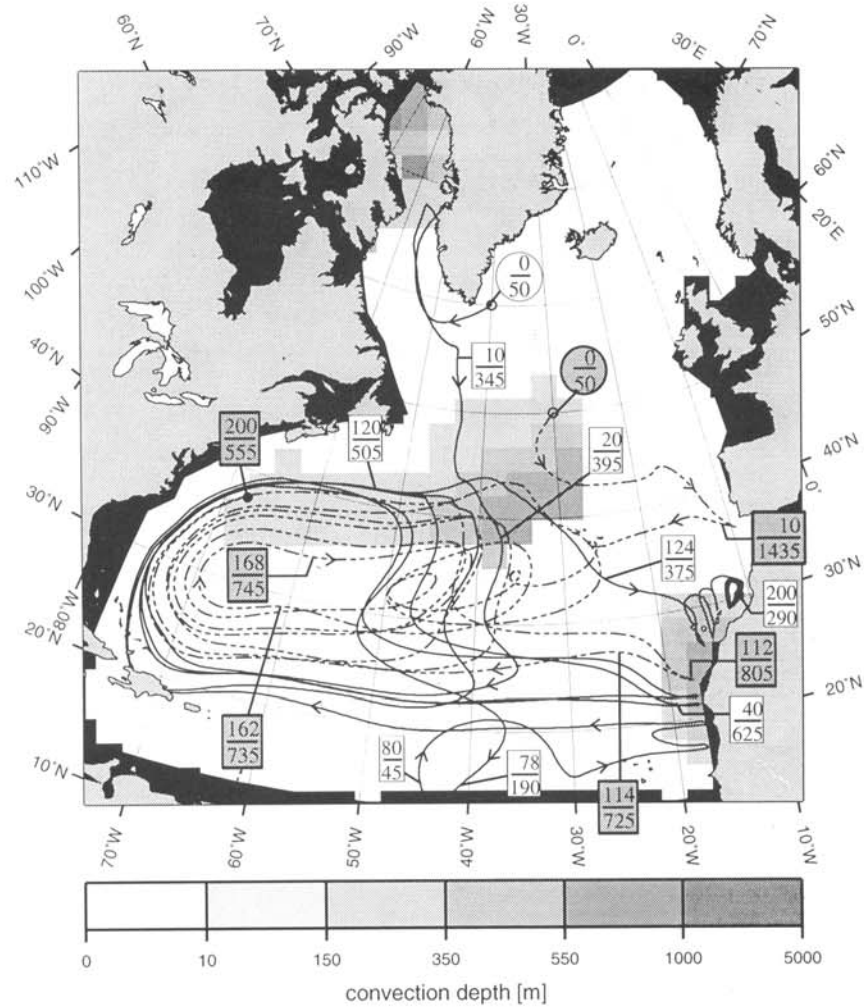 60°N
70°N
90°W
60°W
30°W
0°
30°E
70°N
110°W
100°W
40°N
90°W
30°N
80°W
20°N
10°N
60°N
20°E
50°N
40°N
0°
30°N
20°N
0
50
10
345
0
50
200
555
120
505
20
395
10
1435
168
745
124
375
200
290
112
805
40
625
162
735
80
45
78
190
114
725
70°W
60°W
50°W
40°W
30°W
20°W
10°W
0
10
150
350
550
1000
5000
convection depth [m]